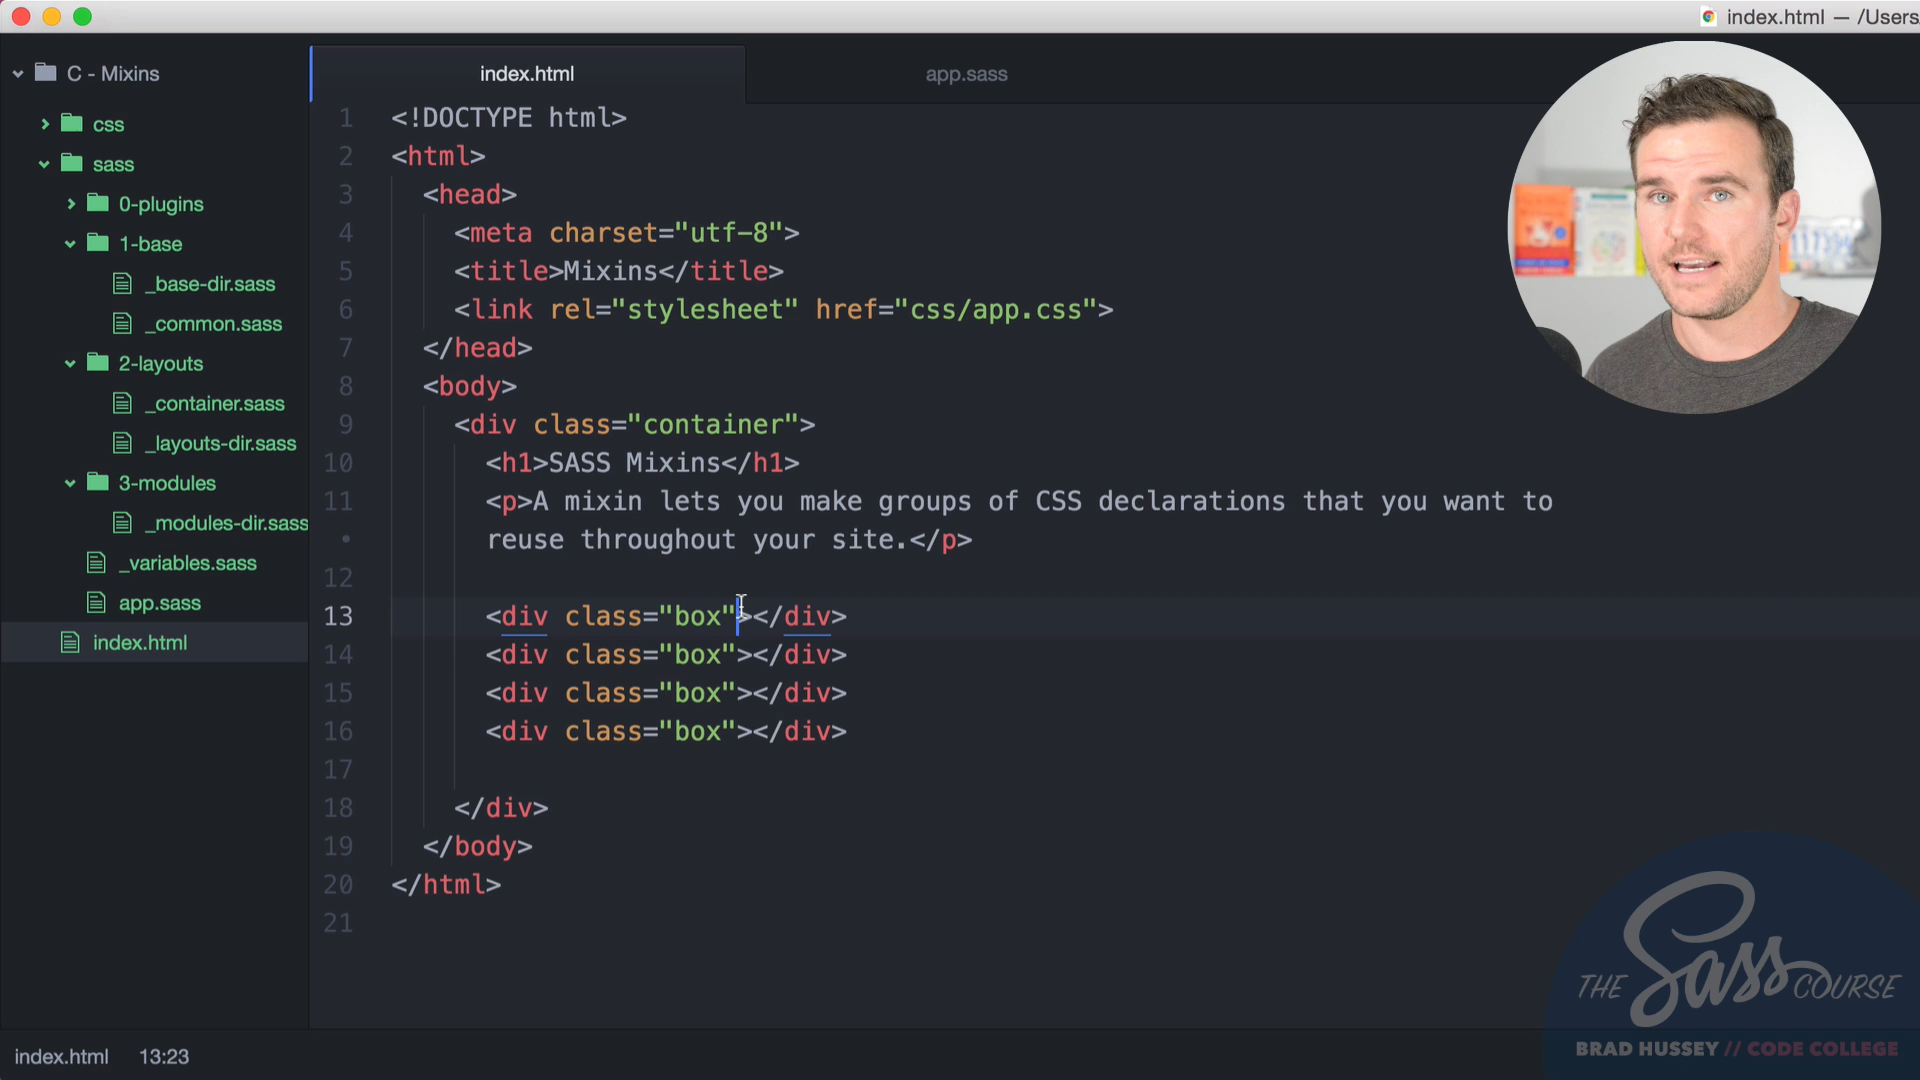 index.html — /Users
C - Mixins
css
sass
0-plugins
1-base
_base-dir.sass
_common.sass
2-layouts
_container.sass
_layouts-dir.sass
3-modules
_modules-dir.sass
_variables.sass
app.sass
index.html
index.html app.sass
1 <!DOCTYPE html>
2 <html>
3 <head>
4 <meta charset="utf-8">
5 <title>Mixins</title>
6 <link rel="stylesheet" href="css/app.css">
7 </head>
8 <body>
9 <div class="container">
10 <h1>SASS Mixins</h1>
11 <p>A mixin lets you make groups of CSS declarations that you want to
• reuse throughout your site.</p>
12
13 <div class="box"></div>
14 <div class="box"></div>
15 <div class="box"></div>
16 <div class="box"></div>
17
18 </div>
19 </body>
20 </html>
21
THE Sass COURSE
BRAD HUSSEY // CODE COLLEGE
index.html 13:23